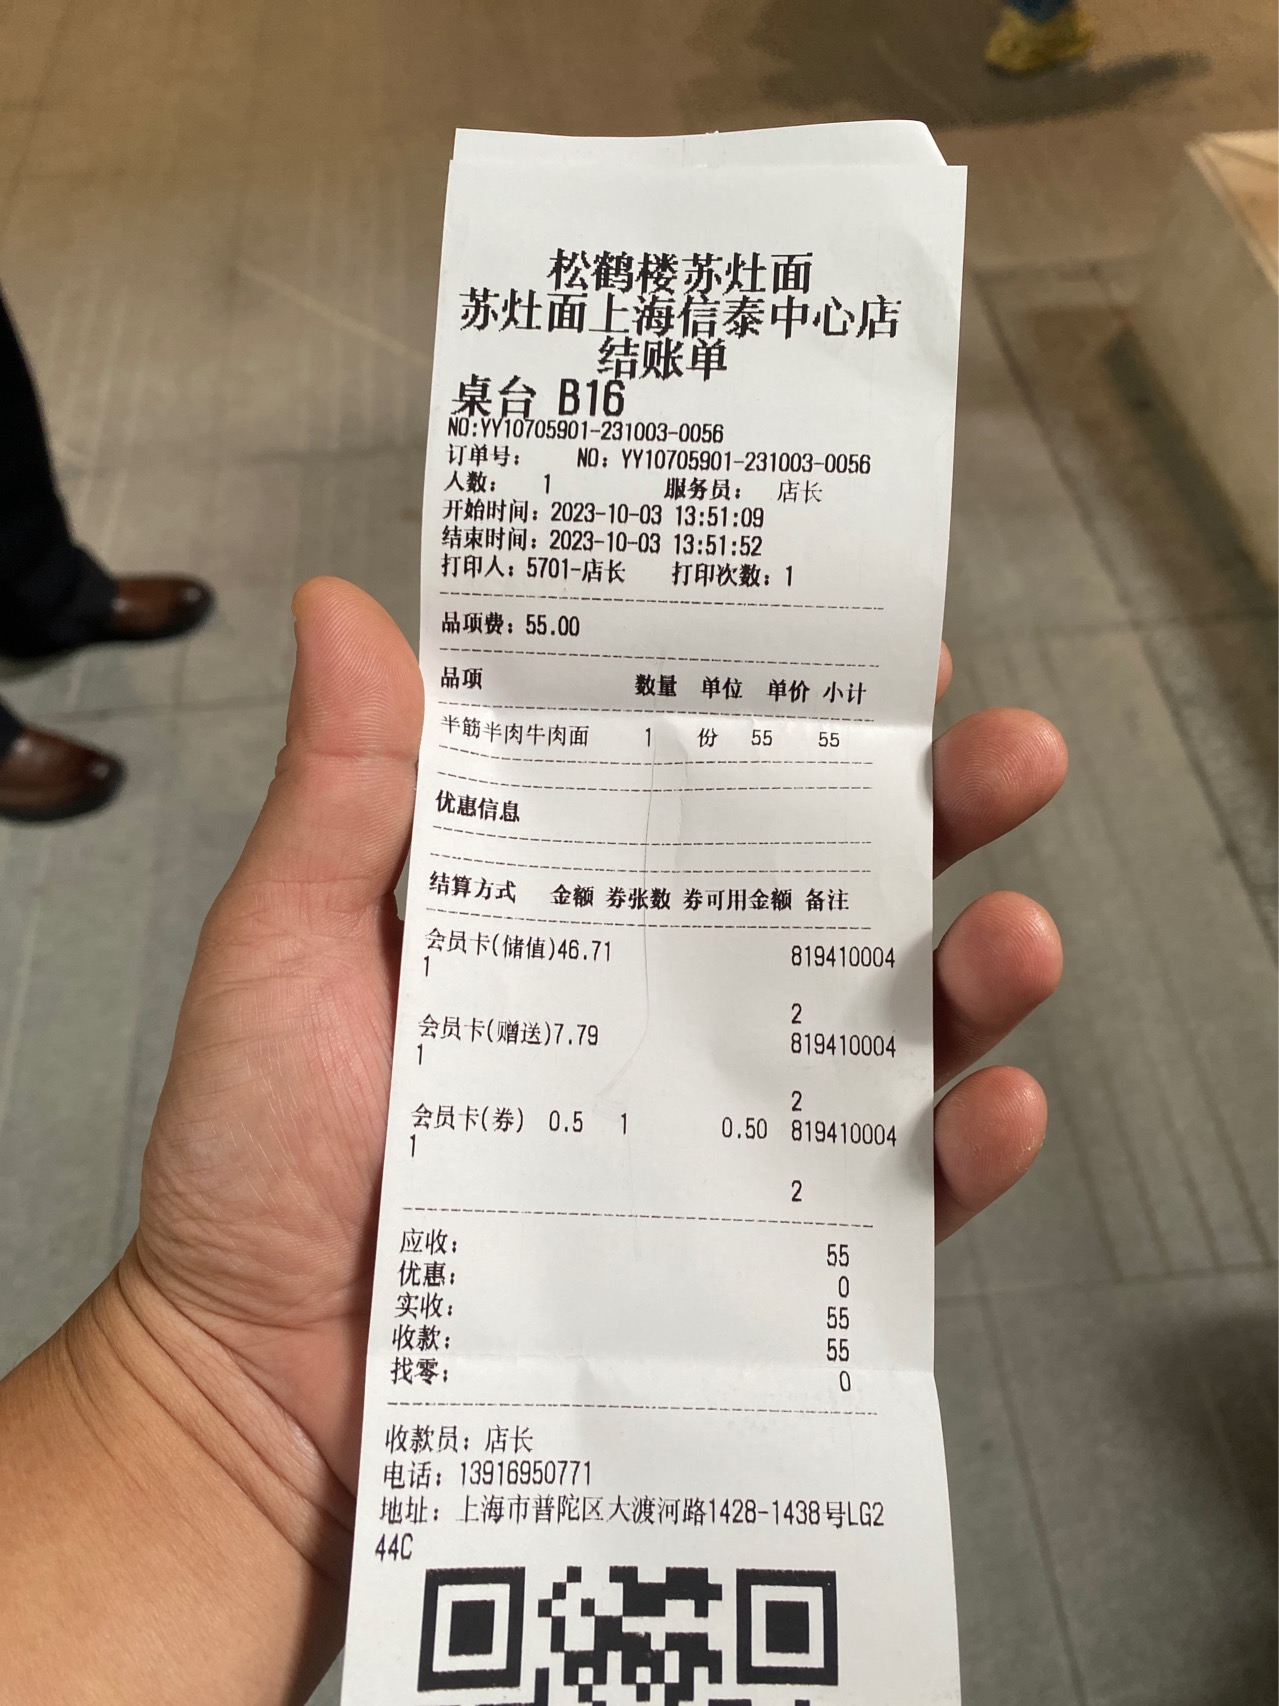 松鹤楼苏灶面
苏灶面上海信泰中心店
结账单
桌台 B16
NO:YY10705901-231003-0056
订单号: NO: YY10705901-231003-0056
人数: 1 服务员: 店长
开始时间: 2023-10-03 13:51:09
结束时间: 2023-10-03 13:51:52
打印人: 5701-店长 打印次数: 1
品项费: 55.00
品项 数量 单位 单价 小计
半筋半肉牛肉面 1 份 55 55
优惠信息
结算方式 金额 券张数 券可用金额 备注
会员卡(储值)46.71 819410004
1
2
会员卡(赠送)7.79 819410004
1
2
会员卡(券) 0.5 1 0.50 819410004
1
2
应收: 55
优惠: 0
实收: 55
收款: 55
找零: 0
收款员: 店长
电话: 13916950771
地址: 上海市普陀区大渡河路1428-1438号LG2
44C